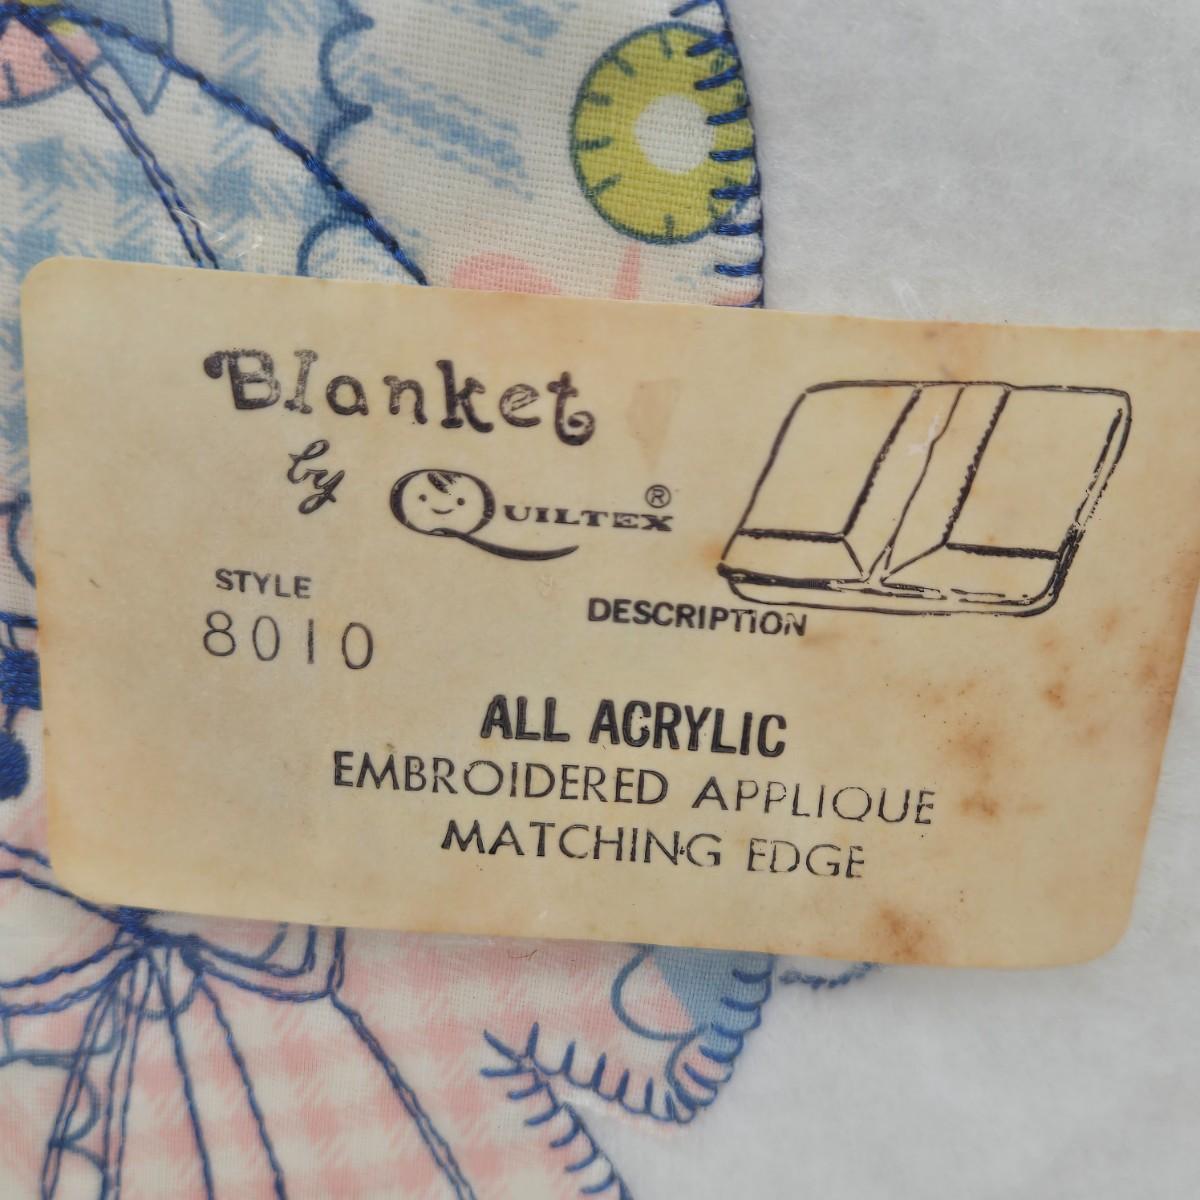 Blanket
by QUILTEX®
STYLE
8010
DESCRIPTION
ALL ACRYLIC
EMBROIDERED APPLIQUE
MATCHING EDGE